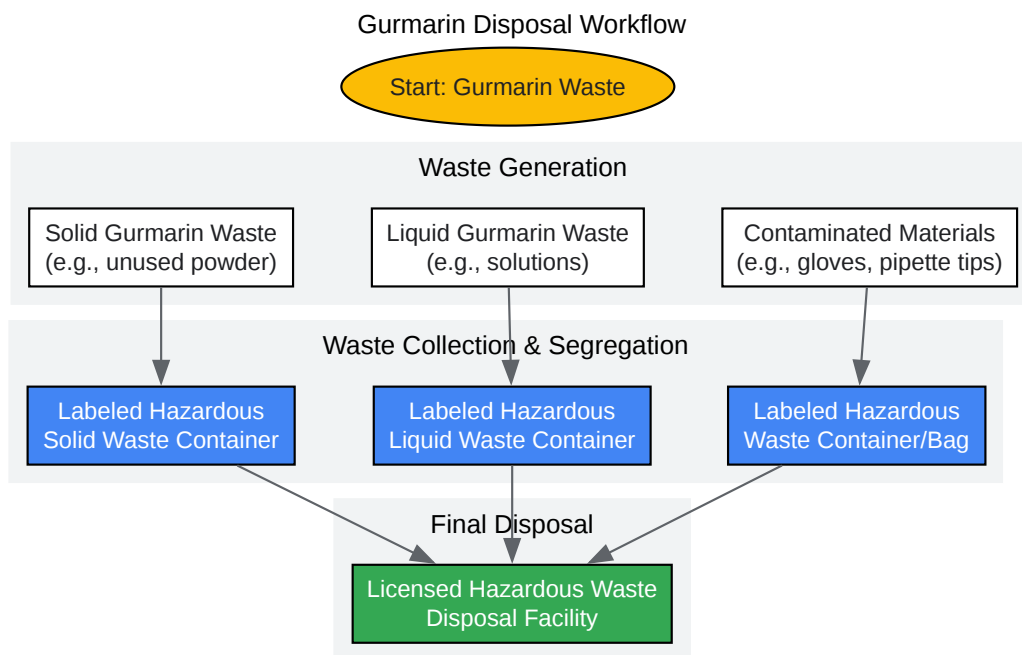 Gurmarin Disposal Workflow
Start: Gurmarin Waste
Waste Generation
Solid Gurmarin Waste
(e.g., unused powder)
Liquid Gurmarin Waste
(e.g., solutions)
Contaminated Materials
(e.g., gloves, pipette tips)
Waste Collection & Segregation
Labeled Hazardous
Solid Waste Container
Labeled Hazardous
Liquid Waste Container
Labeled Hazardous
Waste Container/Bag
Final Disposal
Licensed Hazardous Waste
Disposal Facility